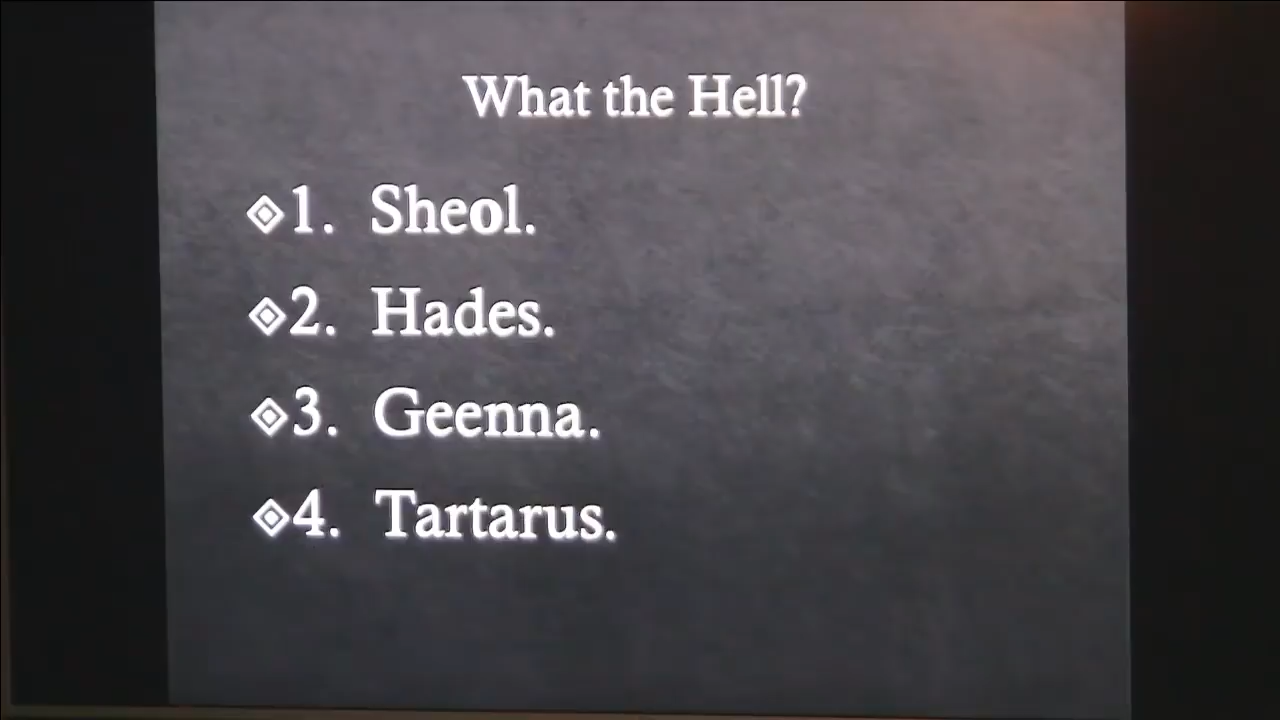 What the Hell?
1. Sheol.
2. Hades.
3. Geenna.
4. Tartarus.